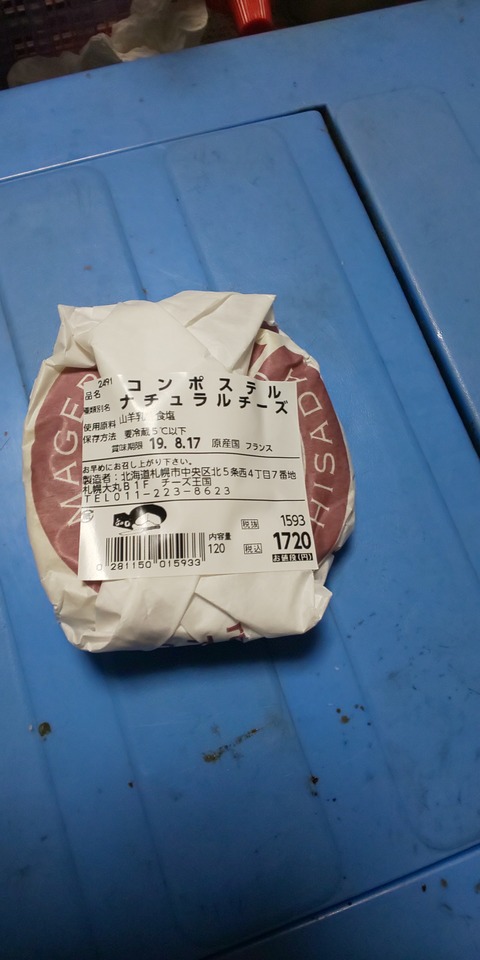 2491
品名 コンポステル
種類別名 ナチュラルチーズ
使用原料 山羊乳 食塩
保存方法 要冷蔵5℃以下
賞味期限 19. 8.17 原産国 フランス
お早めにお召し上がり下さい。
製造者：北海道札幌市中央区北5条西4丁目7番地
札幌大丸B1F チーズ王国
TEL011-223-8623
税抜 1593
内容量 120 税込 1720
お値段(円)
0 281150 015933
HISADA